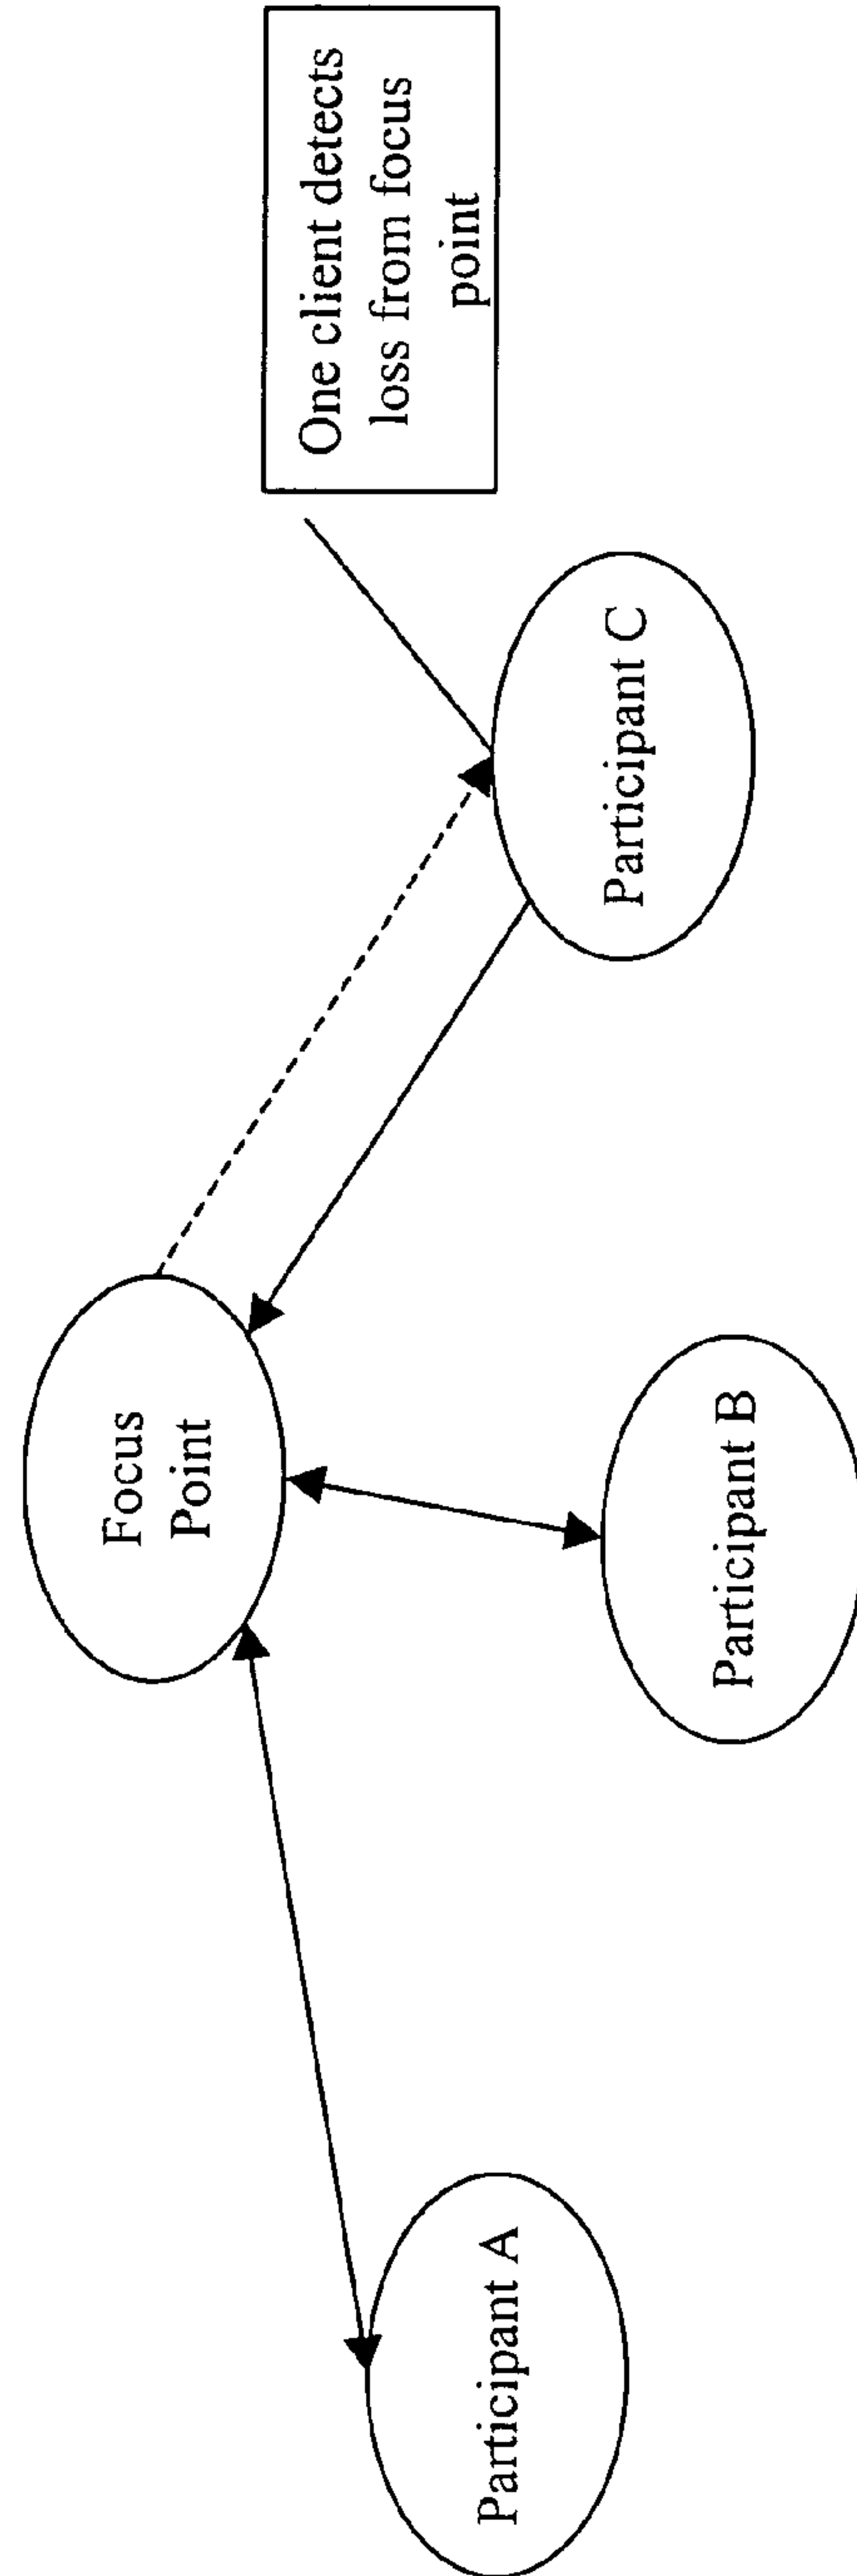 Focus
Point
One client detects
loss from focus
point
Participant A
Participant C
Participant B